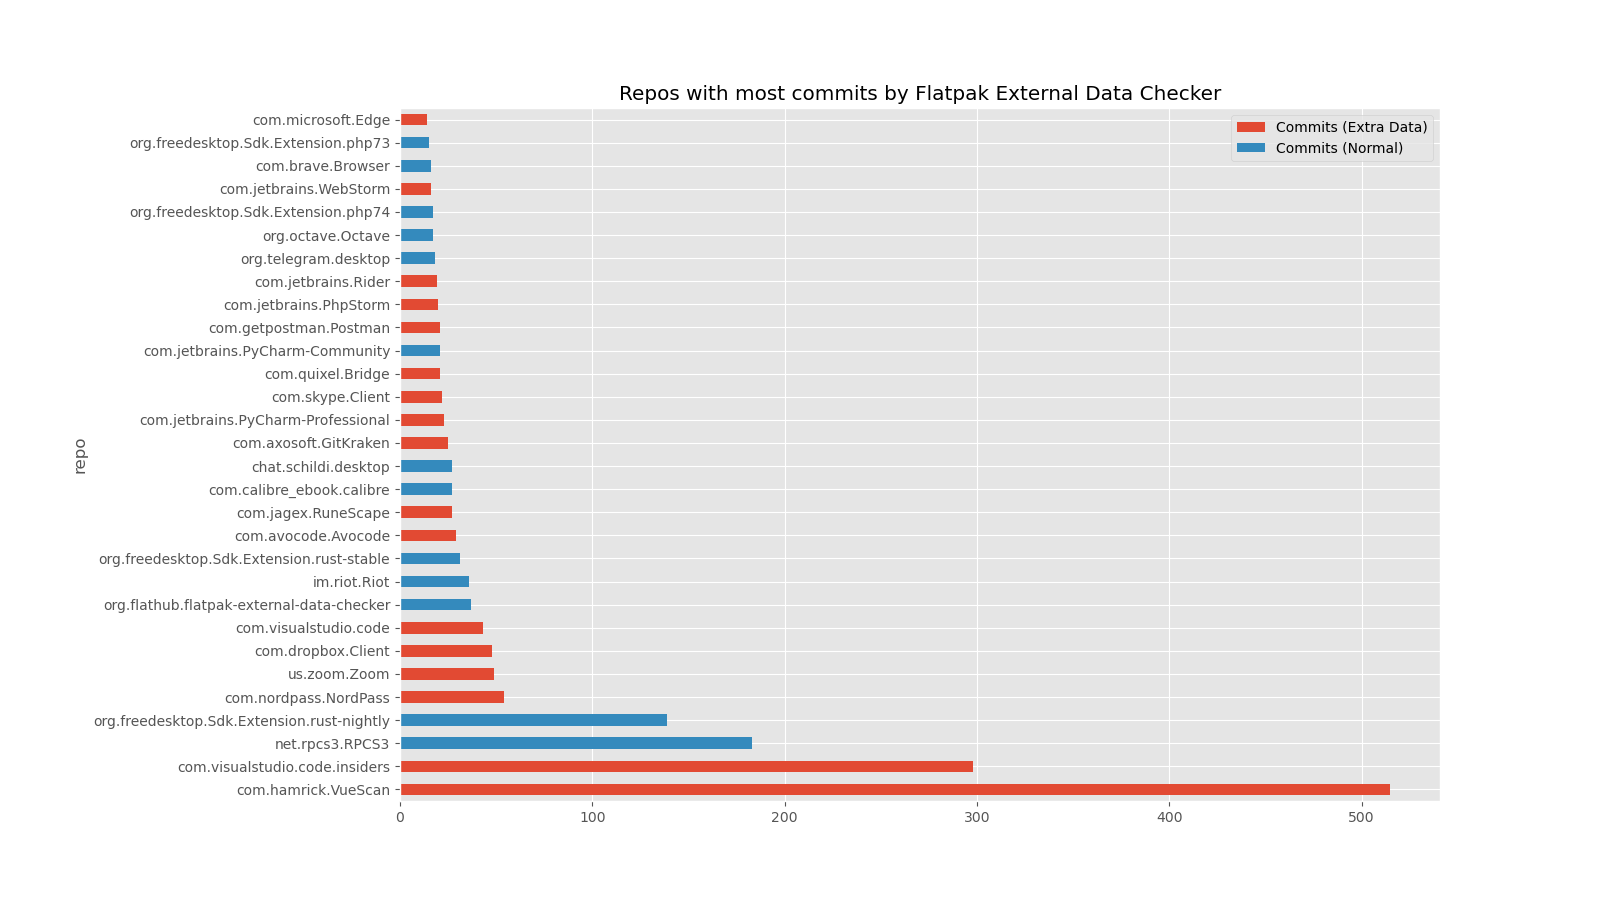 Repos with most commits by Flatpak External Data Checker
Commits (Extra Data)
Commits (Normal)
repo
com.microsoft.Edge
org.freedesktop.Sdk.Extension.php73
com.brave.Browser
com.jetbrains.WebStorm
org.freedesktop.Sdk.Extension.php74
org.octave.Octave
org.telegram.desktop
com.jetbrains.Rider
com.jetbrains.PhpStorm
com.getpostman.Postman
com.jetbrains.PyCharm-Community
com.quixel.Bridge
com.skype.Client
com.jetbrains.PyCharm-Professional
com.axosoft.GitKraken
chat.schildi.desktop
com.calibre_ebook.calibre
com.jagex.RuneScape
com.avocode.Avocode
org.freedesktop.Sdk.Extension.rust-stable
im.riot.Riot
org.flathub.flatpak-external-data-checker
com.visualstudio.code
com.dropbox.Client
us.zoom.Zoom
com.nordpass.NordPass
org.freedesktop.Sdk.Extension.rust-nightly
net.rpcs3.RPCS3
com.visualstudio.code.insiders
com.hamrick.VueScan
0 100 200 300 400 500